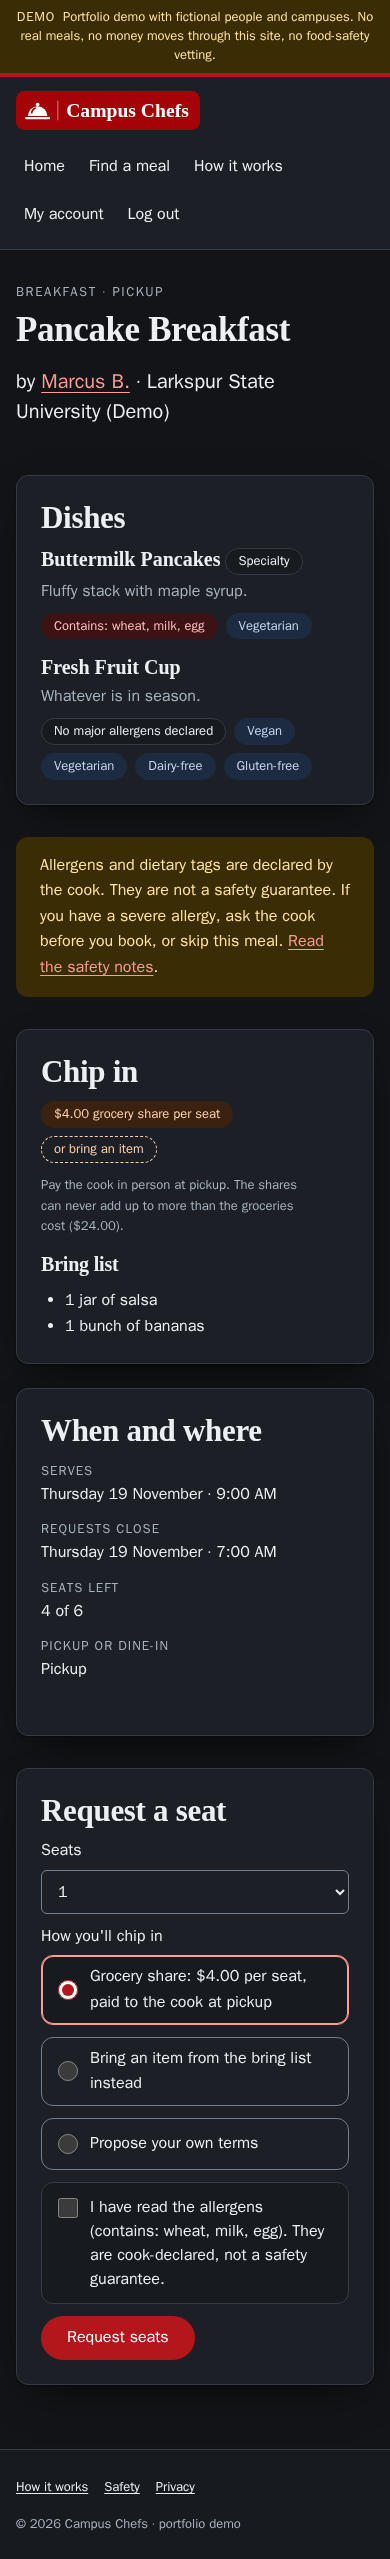 DEMO Portfolio demo with fictional people and campuses. No
real meals, no money moves through this site, no food-safety
vetting.
Campus Chefs
Home Find a meal How it works
My account Log out
BREAKFAST · PICKUP
Pancake Breakfast
by Marcus B. · Larkspur State
University (Demo)
Dishes
Buttermilk Pancakes Specialty
Fluffy stack with maple syrup.
Contains: wheat, milk, egg Vegetarian
Fresh Fruit Cup
Whatever is in season.
No major allergens declared Vegan
Vegetarian Dairy-free Gluten-free
Allergens and dietary tags are declared by
the cook. They are not a safety guarantee. If
you have a severe allergy, ask the cook
before you book, or skip this meal. Read
the safety notes.
Chip in
$4.00 grocery share per seat
or bring an item
Pay the cook in person at pickup. The shares
can never add up to more than the groceries
cost ($24.00).
Bring list
• 1 jar of salsa
• 1 bunch of bananas
When and where
SERVES
Thursday 19 November · 9:00 AM
REQUESTS CLOSE
Thursday 19 November · 7:00 AM
SEATS LEFT
4 of 6
PICKUP OR DINE-IN
Pickup
Request a seat
Seats
1
How you'll chip in
Grocery share: $4.00 per seat,
paid to the cook at pickup
Bring an item from the bring list
instead
Propose your own terms
I have read the allergens
(contains: wheat, milk, egg). They
are cook-declared, not a safety
guarantee.
Request seats
How it works Safety Privacy
© 2026 Campus Chefs · portfolio demo